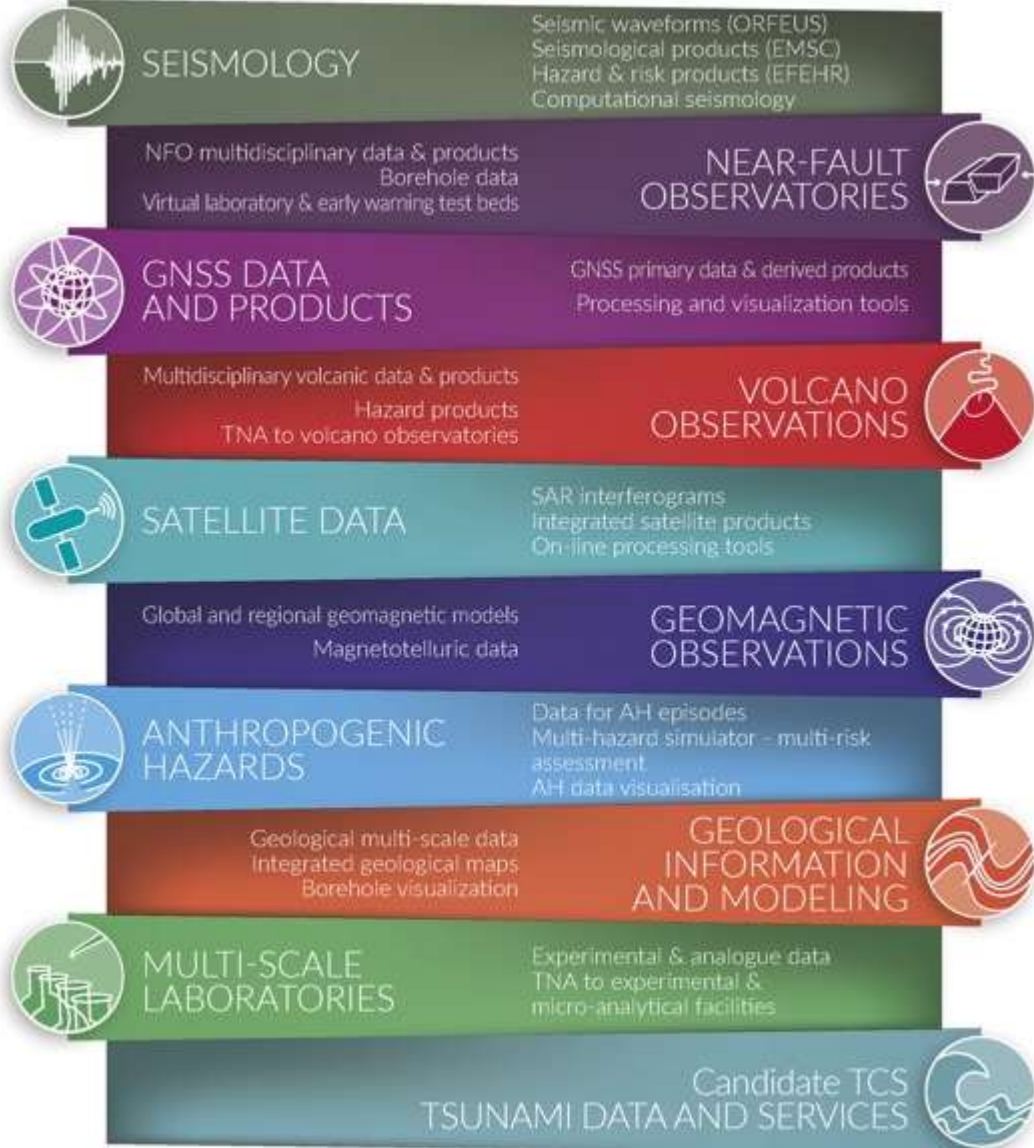 SEISMOLOGY
Seismic waveforms (ORFEUS)
Seismological products (EMSC)
Hazard & risk products (EFEHR)
Computational seismology
NFO multidisciplinary data & products
Borehole data
Virtual laboratory & early warning test beds
NEAR-FAULT
OBSERVATORIES
GNSS DATA
AND PRODUCTS
GNSS primary data & derived products
Processing and visualization tools
Multidisciplinary volcanic data & products
Hazard products
TNA to volcano observatories
VOLCANO
OBSERVATIONS
SATELLITE DATA
SAR interferograms
Integrated satellite products
On-line processing tools
Global and regional geomagnetic models
Magnetotelluric data
GEOMAGNETIC
OBSERVATIONS
ANTHROPOGENIC
HAZARDS
Data for AH episodes
Multi-hazard simulator - multi-risk
assessment
AH data visualisation
Geological multi-scale data
Integrated geological maps
Borehole visualization
GEOLOGICAL
INFORMATION
AND MODELING
MULTI-SCALE
LABORATORIES
Experimental & analogue data
TNA to experimental &
micro-analytical facilities
Candidate TCS
TSUNAMI DATA AND SERVICES